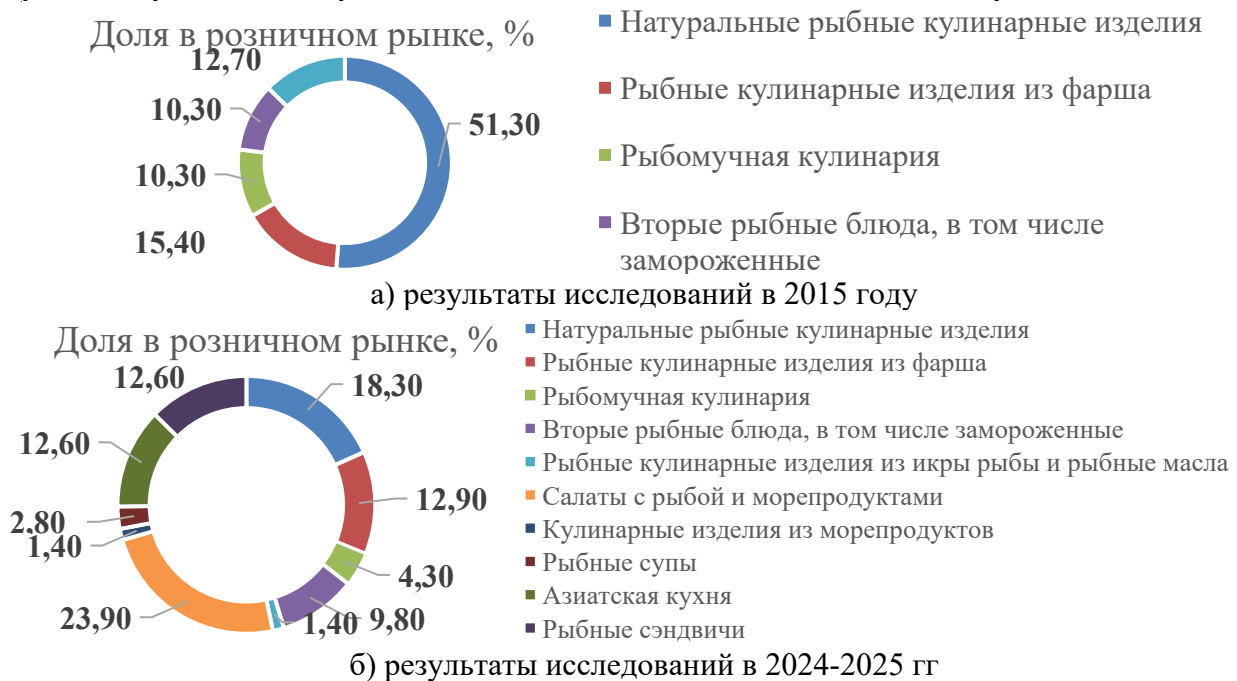 Доля в розничном рынке, %
12,70
10,30
10,30
15,40
51,30
Натуральные рыбные кулинарные изделия
Рыбные кулинарные изделия из фарша
Рыбомучная кулинария
Вторые рыбные блюда, в том числе
замороженные
а) результаты исследований в 2015 году
Доля в розничном рынке, %
12,60
12,60
2,80
1,40
23,90
1,40
9,80
4,30
12,90
18,30
Натуральные рыбные кулинарные изделия
Рыбные кулинарные изделия из фарша
Рыбомучная кулинария
Вторые рыбные блюда, в том числе замороженные
Рыбные кулинарные изделия из икры рыбы и рыбные масла
Салаты с рыбой и морепродуктами
Кулинарные изделия из морепродуктов
Рыбные супы
Азиатская кухня
Рыбные сэндвичи
б) результаты исследований в 2024-2025 гг